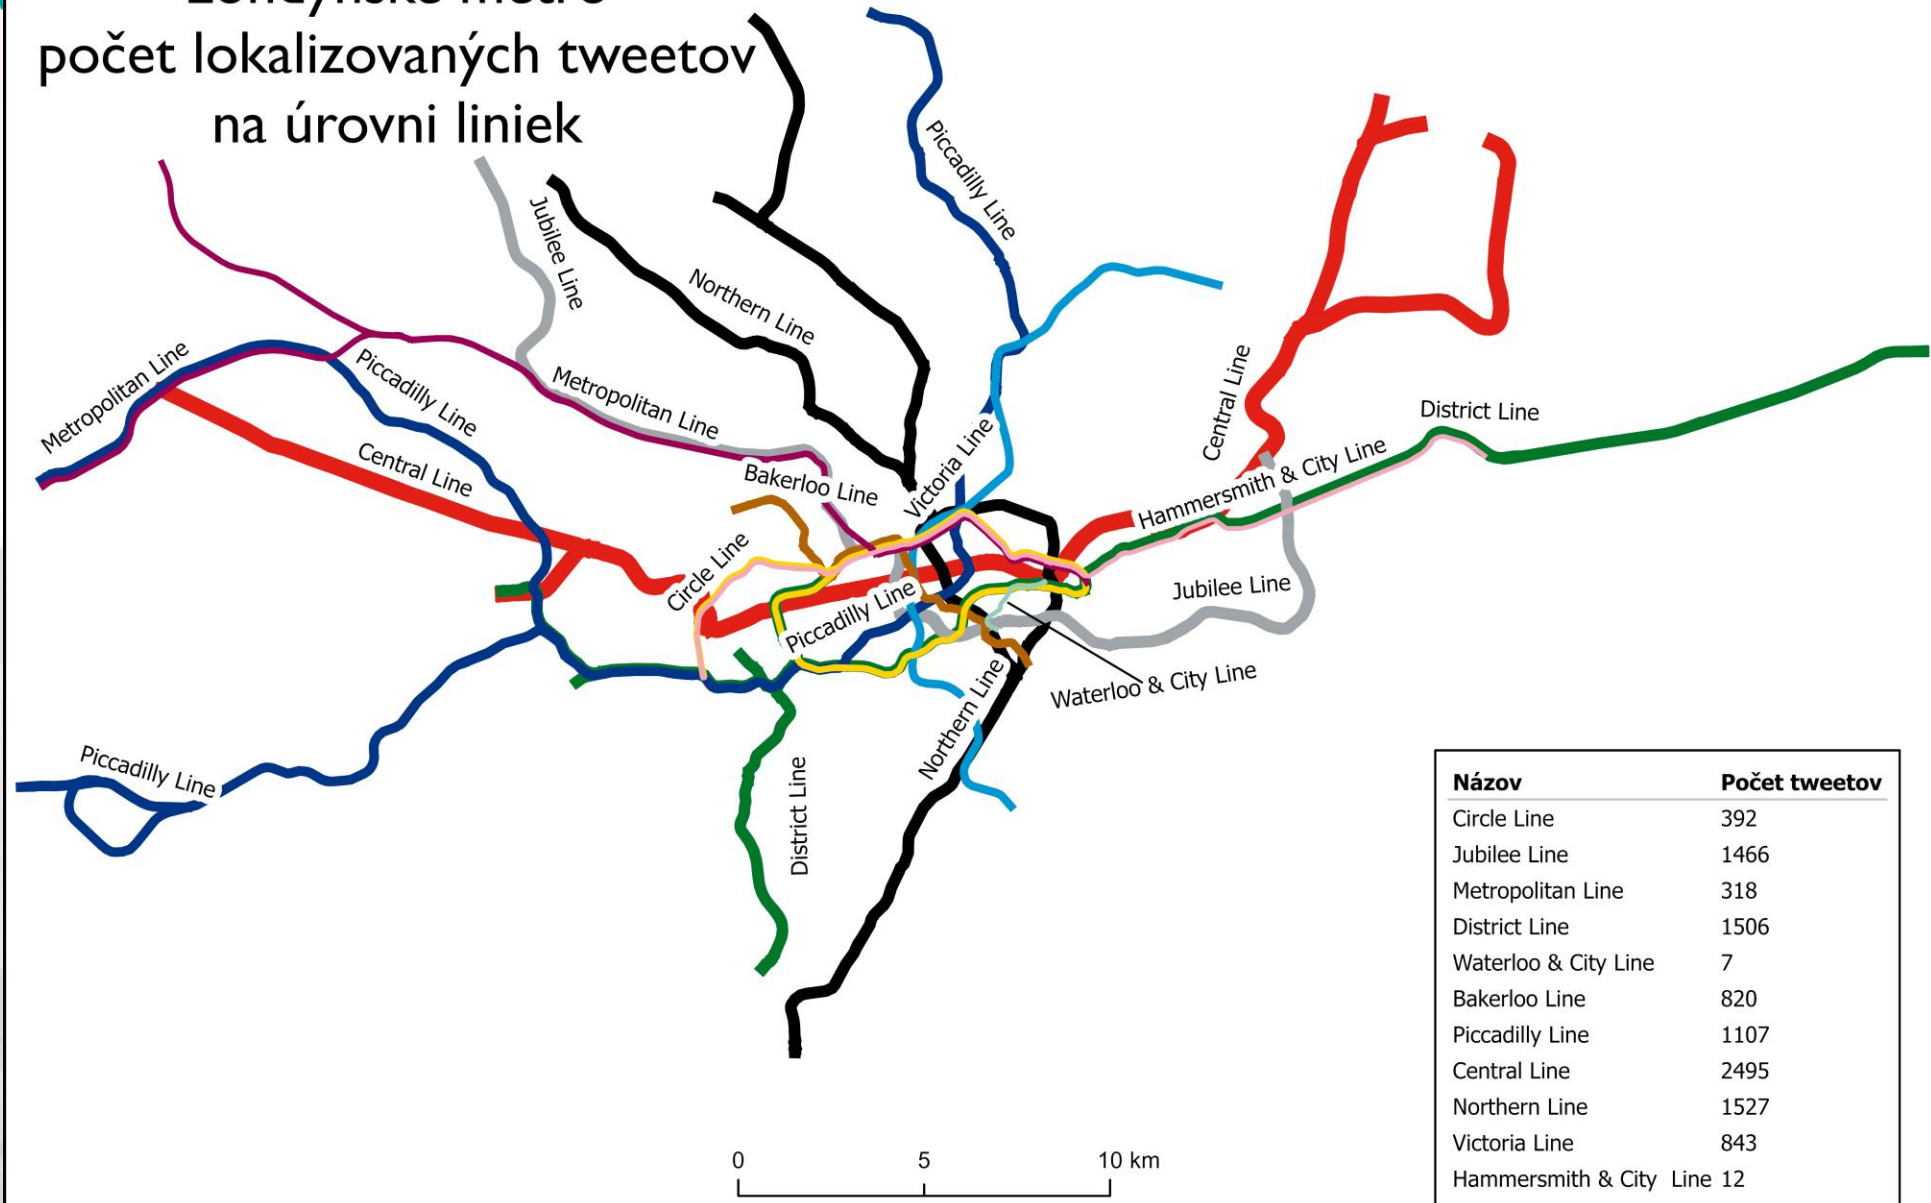 Londýnske metro
počet lokalizovaných tweetov
na úrovni liniek
Piccadilly Line
Jubilee Line
Northern Line
Metropolitan Line
Piccadilly Line
Metropolitan Line
Central Line
District Line
Central Line
Bakerloo Line
Victoria Line
Hammersmith & City Line
Circle Line
Jubilee Line
Piccadilly Line
Waterloo & City Line
Northern Line
Piccadilly Line
District Line
Názov Počet tweetov
Circle Line 392
Jubilee Line 1466
Metropolitan Line 318
District Line 1506
Waterloo & City Line 7
Bakerloo Line 820
Piccadilly Line 1107
Central Line 2495
Northern Line 1527
Victoria Line 843
Hammersmith & City Line 12
0 5 10 km